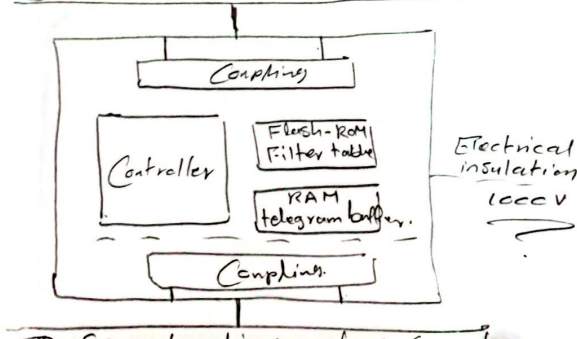 Coupling
Controller
Flash-ROM
Filter table
RAM
telegram buffer.
Electrical
insulation
1000 V
?
Coupling.